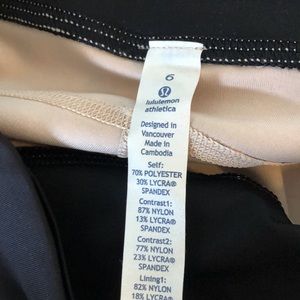 6
lululemon
athletica
Designed in
Vancouver
Made in
Cambodia
Self:
70% POLYESTER
30% LYCRA®
SPANDEX
Contrast1:
87% NYLON
13% LYCRA®
SPANDEX
Contrast2:
77% NYLON
23% LYCRA®
SPANDEX
Lining1:
82% NYLON
18% LYCRA®